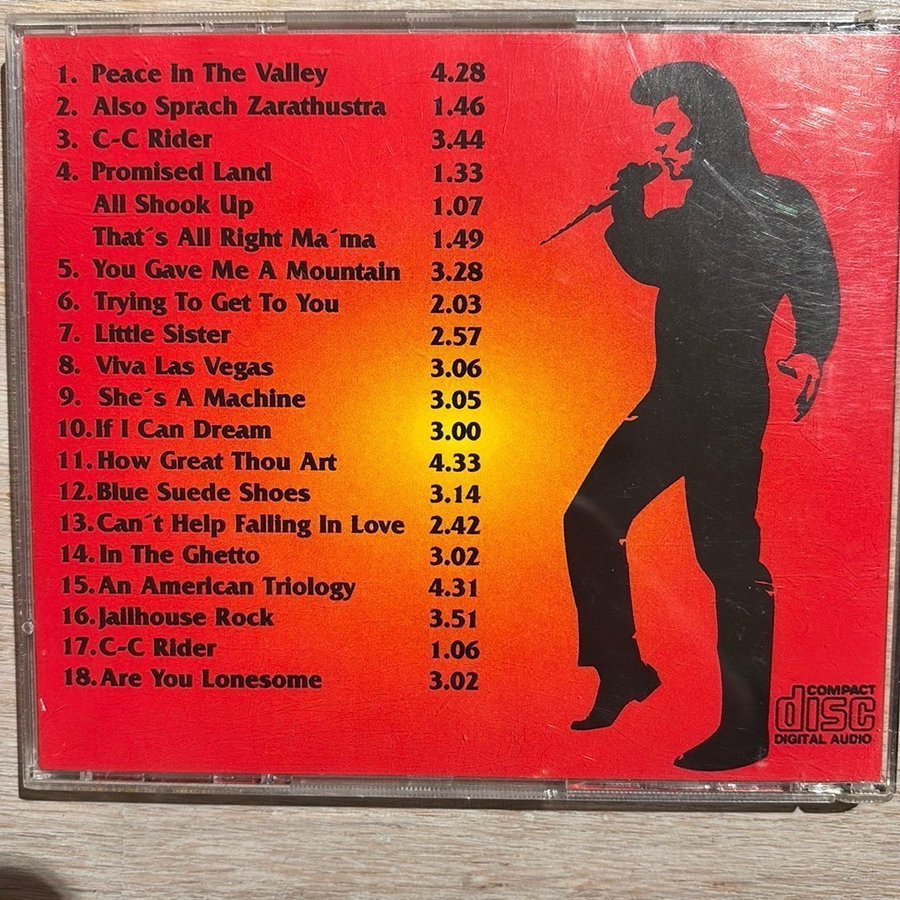 1. Peace In The Valley 4.28
2. Also Sprach Zarathustra 1.46
3. C-C Rider 3.44
4. Promised Land 1.33
All Shook Up 1.07
That´s All Right Ma´ma 1.49
5. You Gave Me A Mountain 3.28
6. Trying To Get To You 2.03
7. Little Sister 2.57
8. Viva Las Vegas 3.06
9. She´s A Machine 3.05
10. If I Can Dream 3.00
11. How Great Thou Art 4.33
12. Blue Suede Shoes 3.14
13. Can´t Help Falling In Love 2.42
14. In The Ghetto 3.02
15. An American Triology 4.31
16. Jailhouse Rock 3.51
17. C-C Rider 1.06
18. Are You Lonesome 3.02
COMPACT
disc
DIGITAL AUDIO